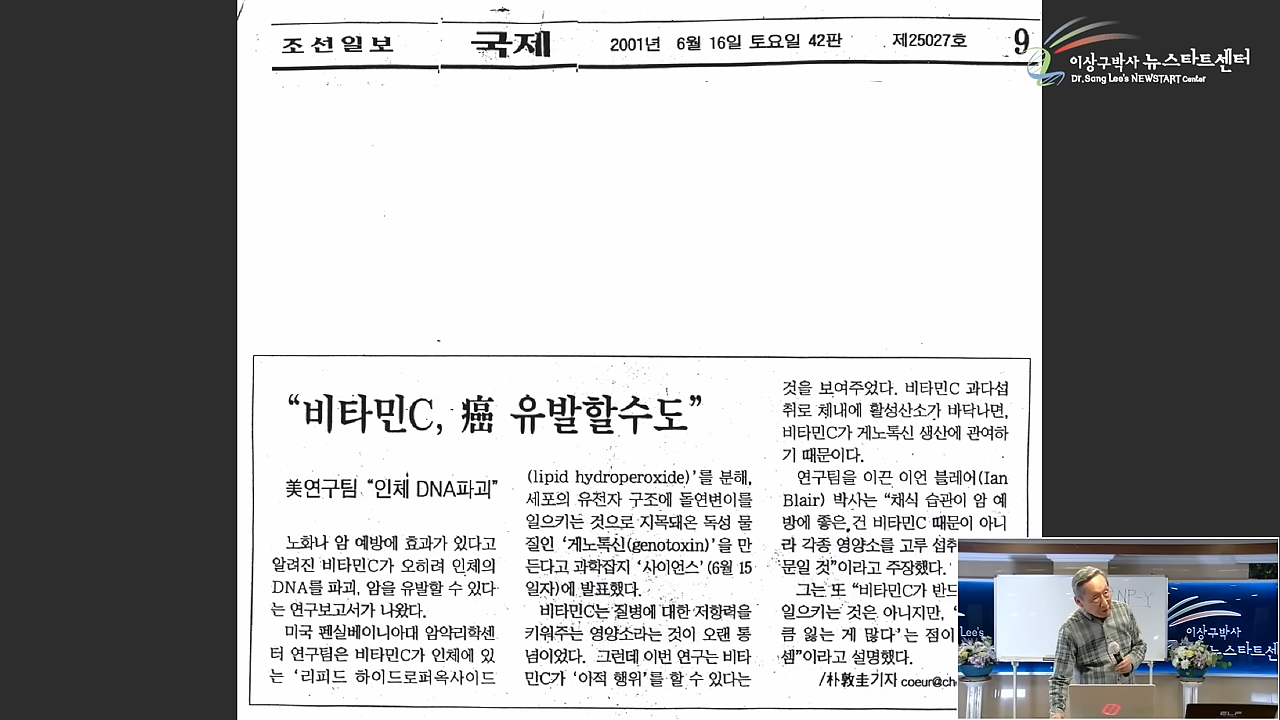 조선일보 국제 2001년 6월 16일 토요일 42판 제25027호 9
이상구박사 뉴스타트센터
Dr. Sang Lee's NEWSTART Center
“비타민C, 癌 유발할수도”
美연구팀 “인체 DNA파괴”
노화나 암 예방에 효과가 있다고
알려진 비타민C가 오히려 인체의
DNA를 파괴, 암을 유발할 수 있다
는 연구보고서가 나왔다.
미국 펜실베이니아대 암약리학센
터 연구팀은 비타민C가 인체에 있
는 ‘리피드 하이드로퍼옥사이드
(lipid hydroperoxide)’를 분해,
세포의 유전자 구조에 돌연변이를
일으키는 것으로 지목돼온 독성 물
질인 ‘게노톡신(genotoxin)’을 만
든다고 과학잡지 ‘사이언스’(6월 15
일자)에 발표했다.
비타민C는 질병에 대한 저항력을
키워주는 영양소라는 것이 오랜 통
념이었다. 그런데 이번 연구는 비타
민C가 ‘이적 행위’를 할 수 있다는
것을 보여주었다. 비타민C 과다섭
취로 체내에 활성산소가 바닥나면,
비타민C가 게노톡신 생산에 관여하
기 때문이다.
연구팀을 이끈 이언 블레어(Ian
Blair) 박사는 “채식 습관이 암 예
방에 좋은 건 비타민C 때문이 아니
라 각종 영양소를 고루 섭취
문일 것”이라고 주장했다.
그는 또 “비타민C가 반드
일으키는 것은 아니지만, ‘
큼 잃는 게 많다’는 점이
셈”이라고 설명했다.
/朴敦圭기자 coeur@ch
NP-Y
Lee's
이상구박사
뉴스타트센